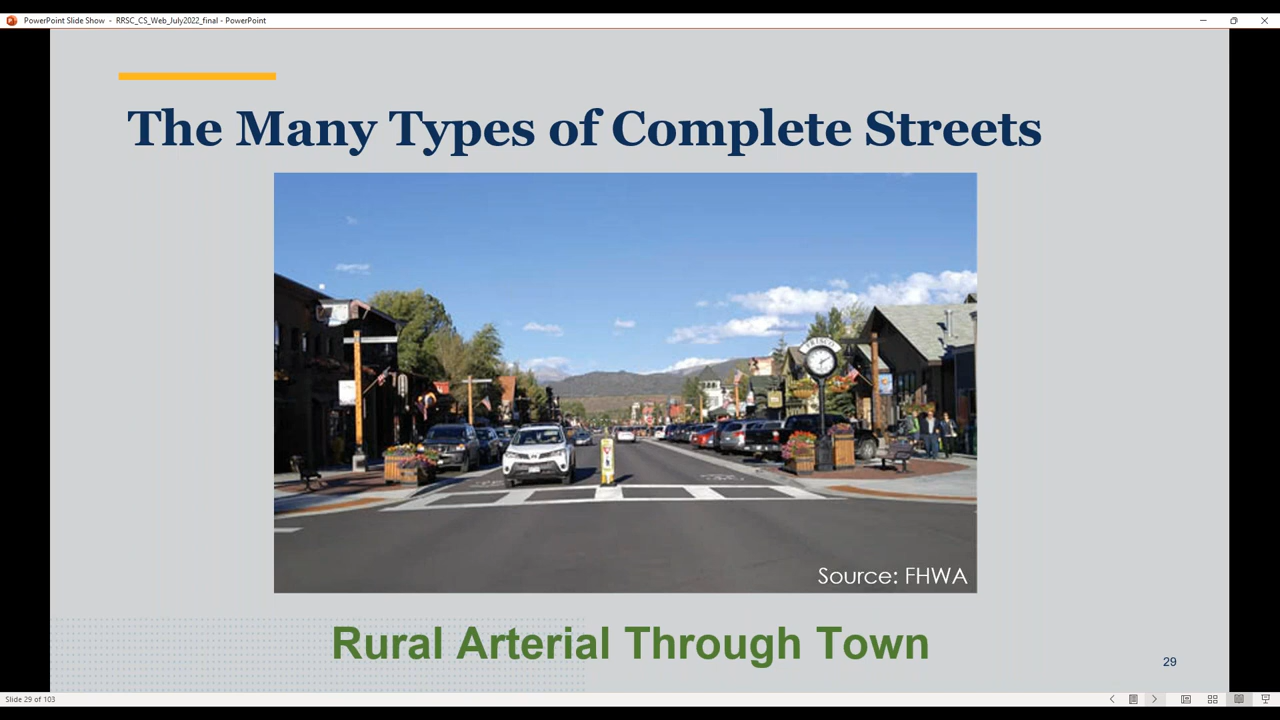 PowerPoint Slide Show - RRSC_CS_Web_July2022_final - PowerPoint
The Many Types of Complete Streets
FRISCO
Source: FHWA
Rural Arterial Through Town
29
Slide 29 of 103